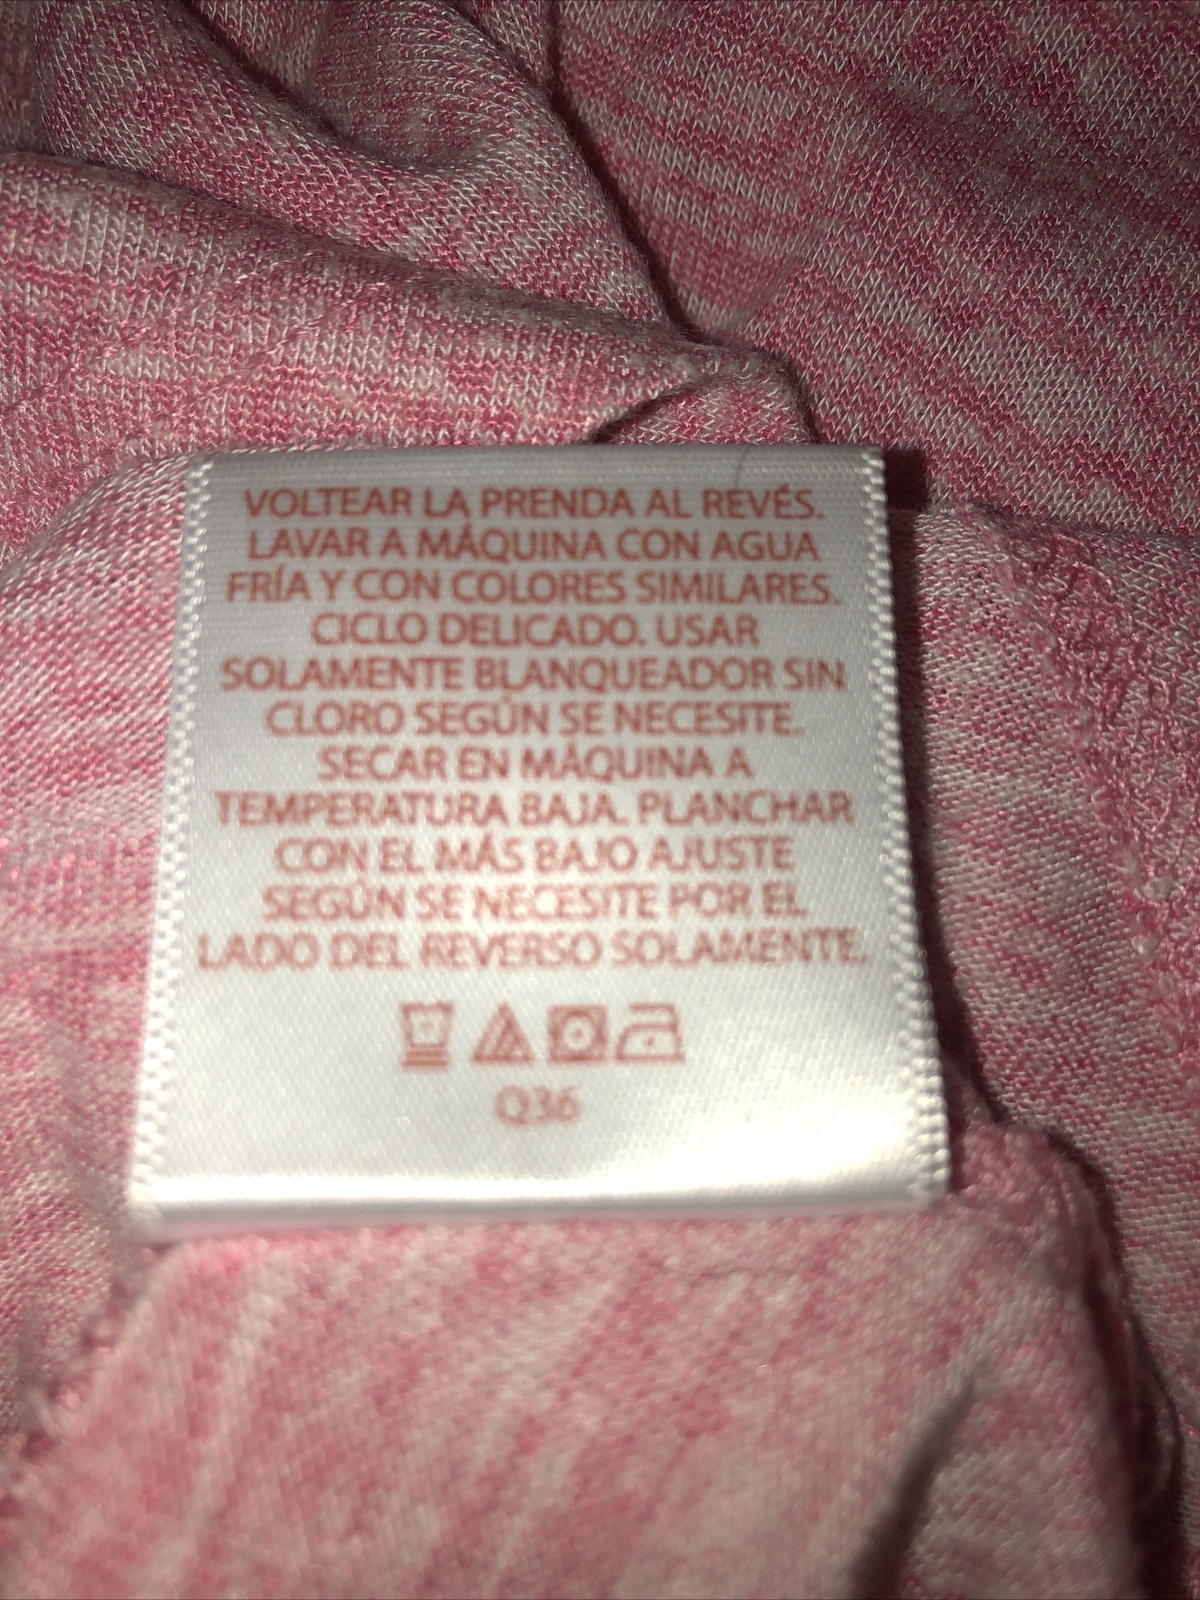 VOLTEAR LA PRENDA AL REVÉS.
LAVAR A MÁQUINA CON AGUA
FRÍA Y CON COLORES SIMILARES.
CICLO DELICADO. USAR
SOLAMENTE BLANQUEADOR SIN
CLORO SEGÚN SE NECESITE.
SECAR EN MÁQUINA A
TEMPERATURA BAJA. PLANCHAR
CON EL MÁS BAJO AJUSTE
SEGÚN SE NECESITE POR EL
LADO DEL REVERSO SOLAMENTE.
Q36